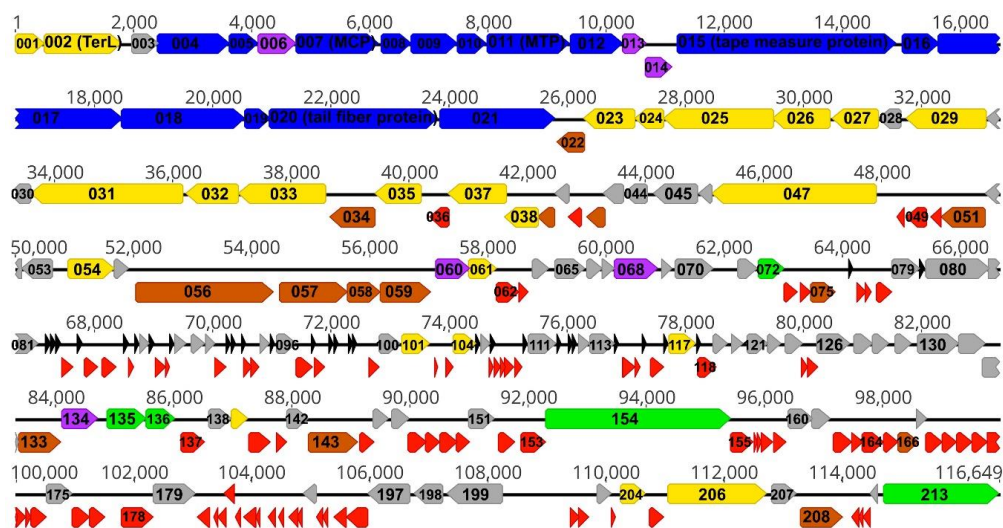 1 2,000 4,000 6,000 8,000 10,000 12,000 14,000 16,000
001 002 (TerL) 003 004 005 006 007 (MCP) 008 009 010 011 (MTP) 012 013 015 (tape measure protein) 016
014
18,000 20,000 22,000 24,000 26,000 28,000 30,000 32,000
017 018 019 020 (tail fiber protein) 021 023 024 025 026 027 028 029
022
34,000 36,000 38,000 40,000 42,000 44,000 46,000 48,000
030 031 032 033 035 037 044 045 047
034 036 038 049 051
50,000 52,000 54,000 56,000 58,000 60,000 62,000 64,000 66,000
053 054 060 061 065 068 070 072 079 080
056 057 058 059 062 075
68,000 70,000 72,000 74,000 76,000 78,000 80,000 82,000
081 096 100 101 104 111 113 117 121 126 130
118
84,000 86,000 88,000 90,000 92,000 94,000 96,000 98,000
134 135 136 138 142 151 154 160
133 137 143 153 155 164 166
100,000 102,000 104,000 106,000 108,000 110,000 112,000 114,000 116,649
175 179 197 198 199 204 206 207 213
178 208